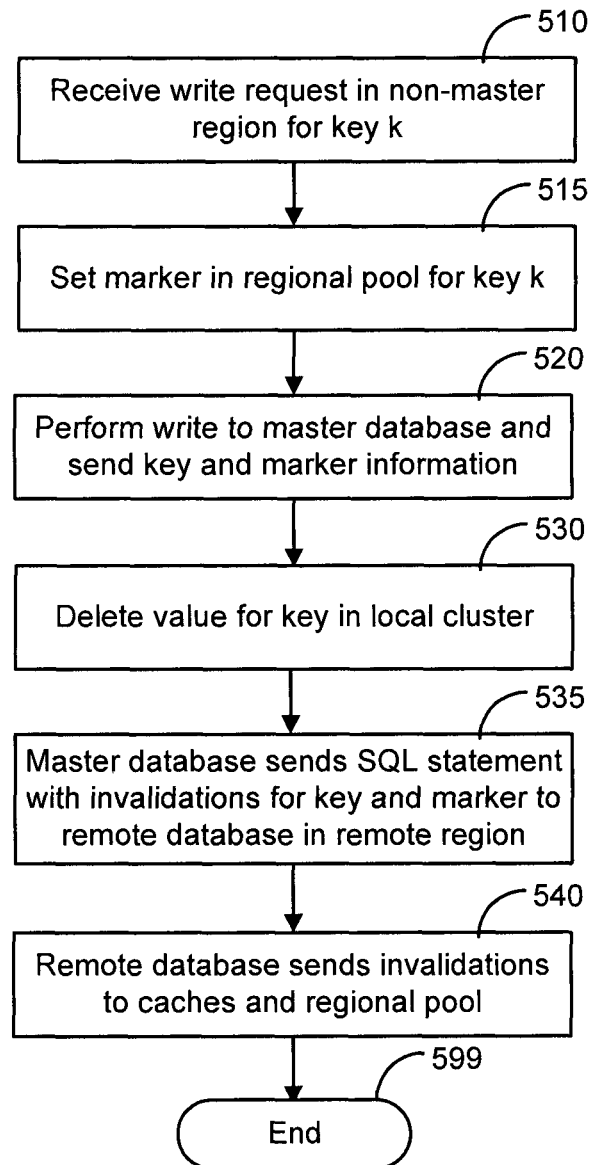 510
Receive write request in non-master
region for key k
515
Set marker in regional pool for key k
520
Perform write to master database and
send key and marker information
530
Delete value for key in local cluster
535
Master database sends SQL statement
with invalidations for key and marker to
remote database in remote region
540
Remote database sends invalidations
to caches and regional pool
599
End